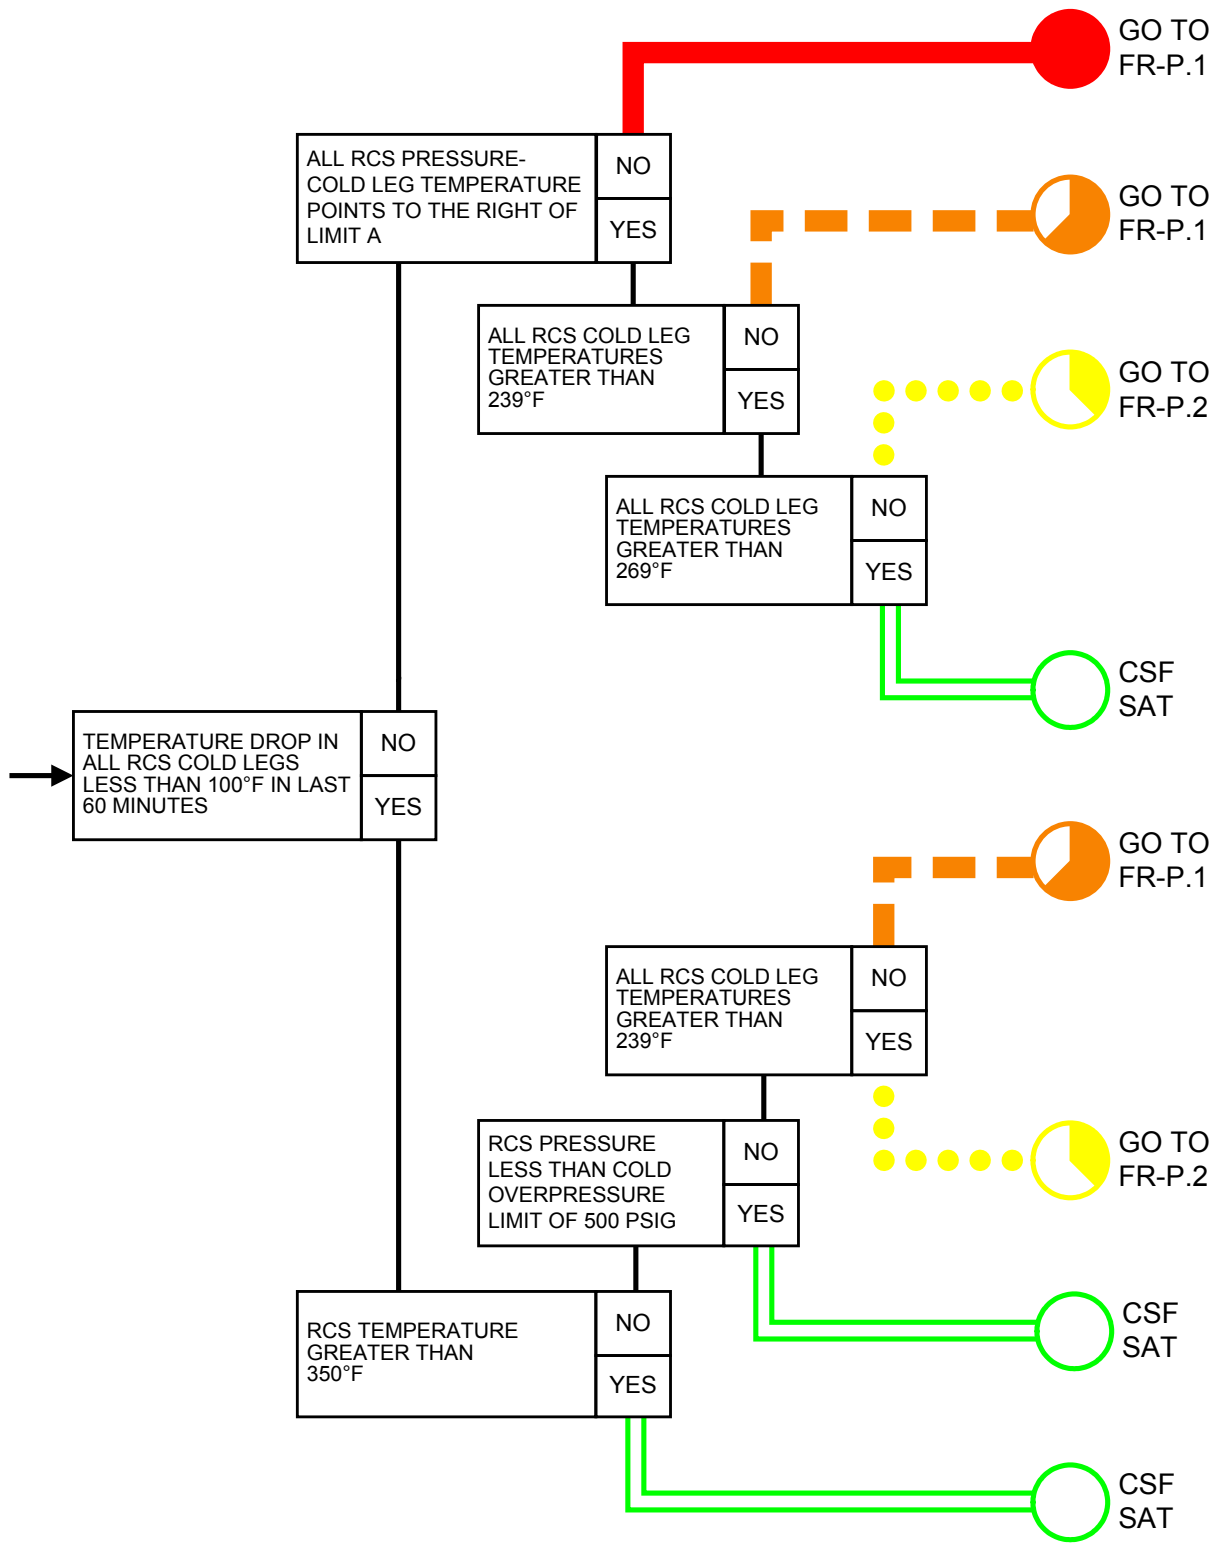 GO TO
FR-P.1
ALL RCS PRESSURE-
COLD LEG TEMPERATURE
POINTS TO THE RIGHT OF
LIMIT A
NO
YES
GO TO
FR-P.1
ALL RCS COLD LEG
TEMPERATURES
GREATER THAN
239°F
NO
YES
GO TO
FR-P.2
ALL RCS COLD LEG
TEMPERATURES
GREATER THAN
269°F
NO
YES
CSF
SAT
TEMPERATURE DROP IN
ALL RCS COLD LEGS
LESS THAN 100°F IN LAST
60 MINUTES
NO
YES
GO TO
FR-P.1
ALL RCS COLD LEG
TEMPERATURES
GREATER THAN
239°F
NO
YES
GO TO
FR-P.2
RCS PRESSURE
LESS THAN COLD
OVERPRESSURE
LIMIT OF 500 PSIG
NO
YES
CSF
SAT
RCS TEMPERATURE
GREATER THAN
350°F
NO
YES
CSF
SAT